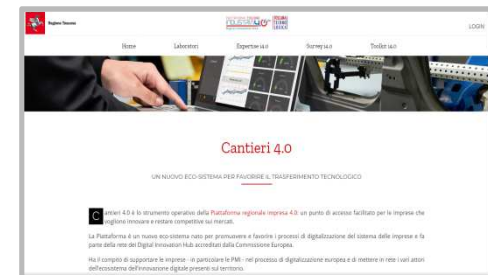 Regione Toscana
INDUSTRIA 4.0
LOGIN
Home
Laboratori
Expertise i4.0
Survey i4.0
Toolkit i4.0
Cantieri 4.0
UN NUOVO ECO-SISTEMA PER FAVORIRE IL TRASFERIMENTO TECNOLOGICO
Cantieri 4.0 è lo strumento operativo della Piattaforma regionale impresa 4.0: un punto di accesso facilitato per le imprese che
vogliono innovare e restare competitive sui mercati.
La Piattaforma è un nuovo eco-sistema nato per promuovere e favorire i processi di digitalizzazione del sistema delle imprese e fa
parte della rete dei Digital Innovation Hub accreditati dalla Commissione Europea.
Ha il compito di supportare le imprese - in particolare le PMI - nel processo di digitalizzazione europea e di mettere in rete i vari attori
dell'ecosistema dell'innovazione digitale presenti sul territorio.